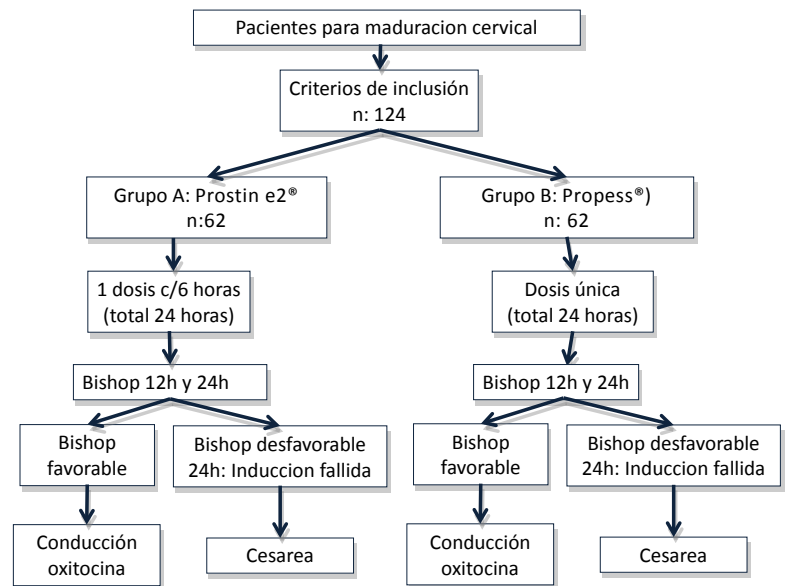 Pacientes para maduracion cervical
Criterios de inclusión
n: 124
Grupo A: Prostin e2®
n:62
Grupo B: Propess®)
n: 62
1 dosis c/6 horas
(total 24 horas)
Dosis única
(total 24 horas)
Bishop 12h y 24h
Bishop 12h y 24h
Bishop
favorable
Bishop desfavorable
24h: Induccion fallida
Bishop
favorable
Bishop desfavorable
24h: Induccion fallida
Conducción
oxitocina
Cesarea
Conducción
oxitocina
Cesarea